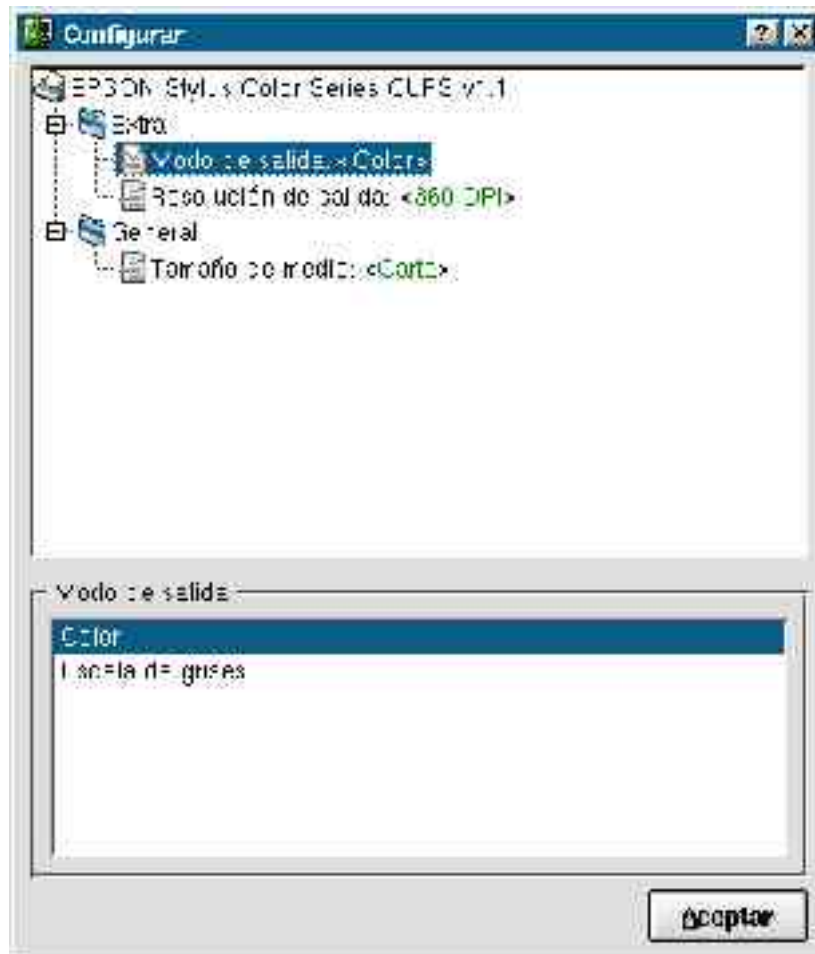 Configurar
EPSON Stylus Color Series CUPS v1.1
Extra
Modo de salida: <Color>
Resolución de salida: <360 DPI>
General
Tamaño de medio: <Carta>
Modo de salida
Color
Escala de grises
Aceptar